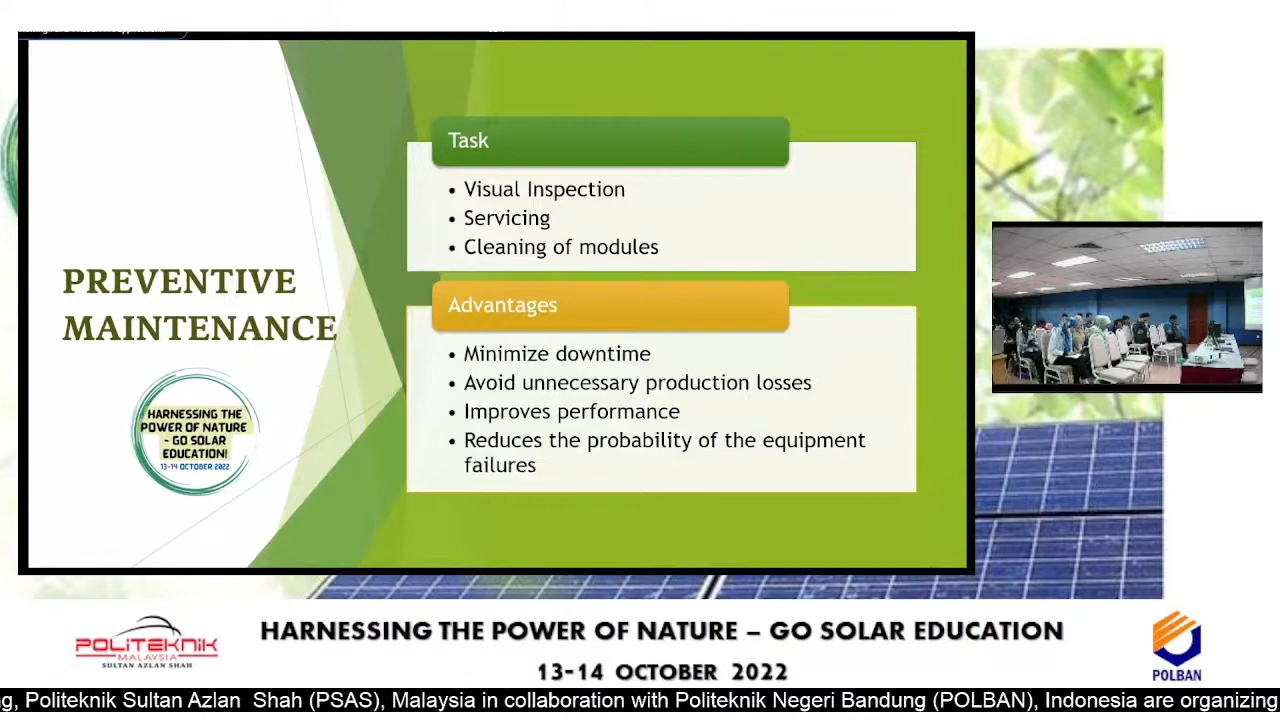 Task
• Visual Inspection
• Servicing
• Cleaning of modules
PREVENTIVE
MAINTENANCE
Advantages
• Minimize downtime
• Avoid unnecessary production losses
• Improves performance
• Reduces the probability of the equipment
failures
HARNESSING THE
POWER OF NATURE
- GO SOLAR
EDUCATION!
13-14 OCTOBER 2022
POLITEKNIK
MALAYSIA
SULTAN AZLAN SHAH
HARNESSING THE POWER OF NATURE – GO SOLAR EDUCATION
13-14 OCTOBER 2022
POLBAN
g, Politeknik Sultan Azlan Shah (PSAS), Malaysia in collaboration with Politeknik Negeri Bandung (POLBAN), Indonesia are organizing